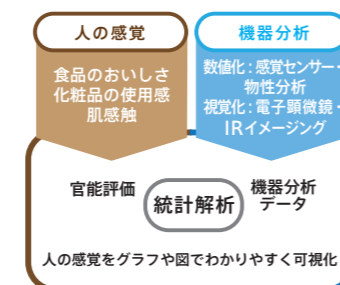 人の感覚
食品のおいしさ
化粧品の使用感
肌感触
機器分析
数値化：感覚センサー・
物性分析
視覚化：電子顕微鏡・
IRイメージング
官能評価
統計解析
機器分析
データ
人の感覚をグラフや図でわかりやすく可視化